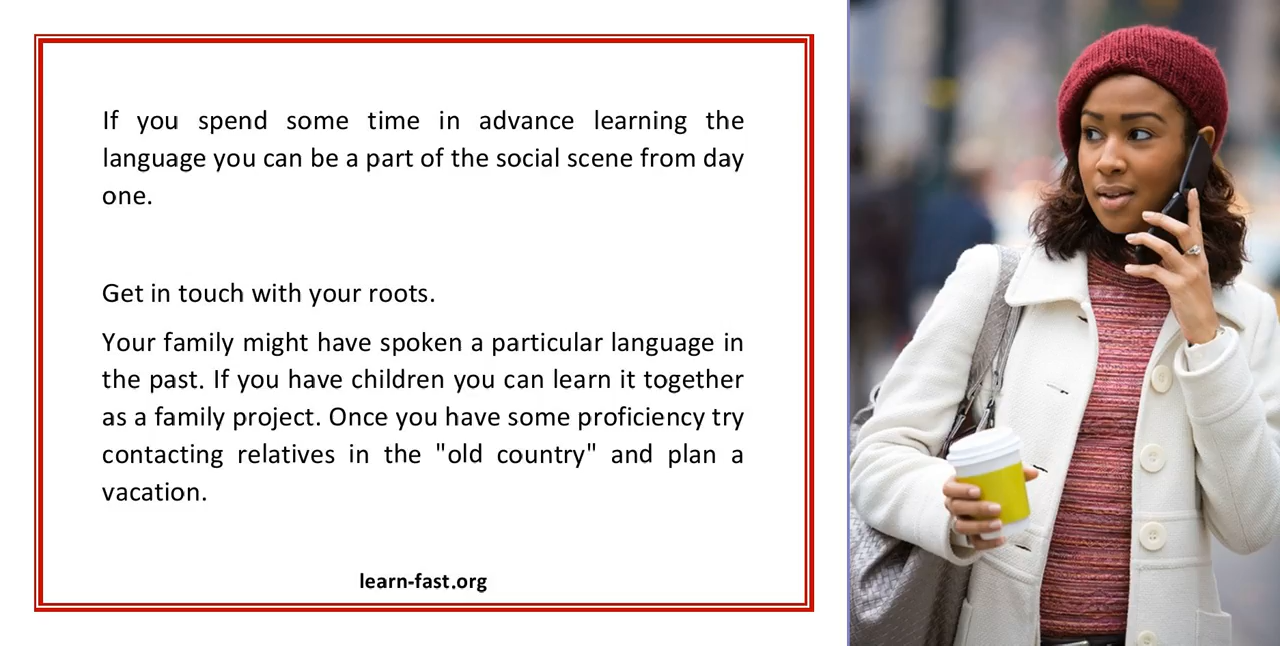 If you spend some time in advance learning the
language you can be a part of the social scene from day
one.
Get in touch with your roots.
Your family might have spoken a particular language in
the past. If you have children you can learn it together
as a family project. Once you have some proficiency try
contacting relatives in the "old country" and plan a
vacation.
learn-fast.org